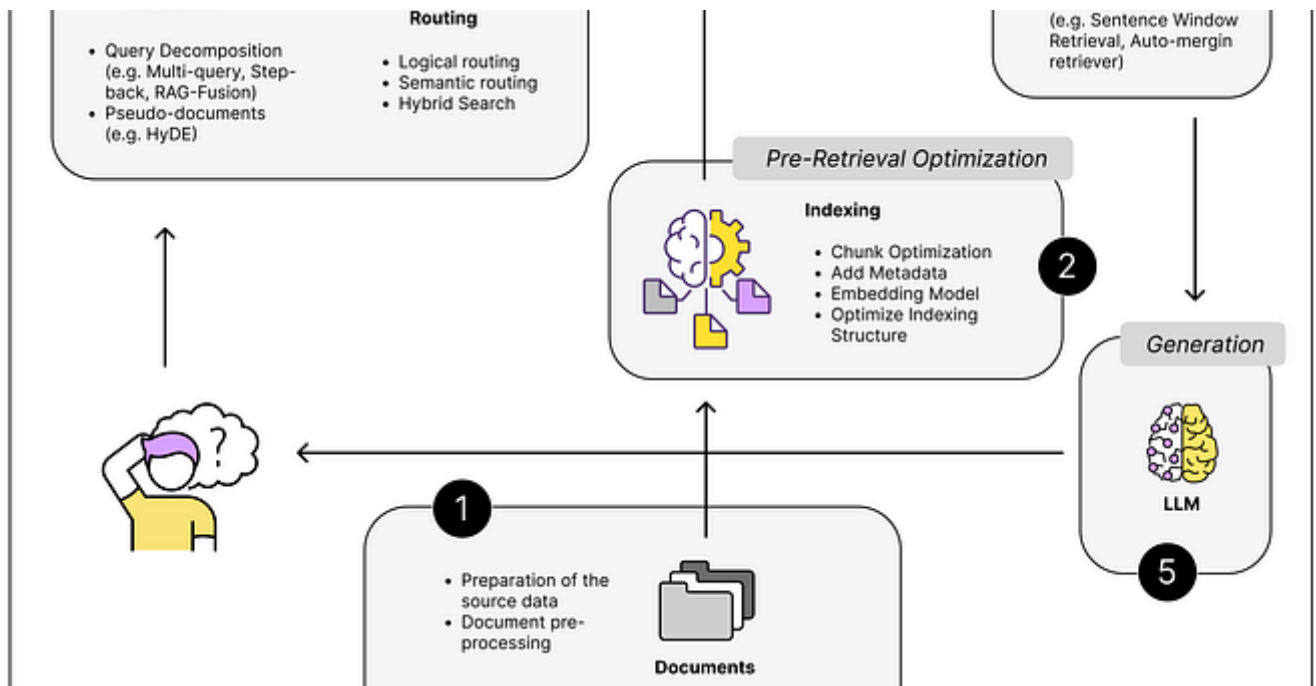 Routing
• Query Decomposition
(e.g. Multi-query, Step-
back, RAG-Fusion)
• Pseudo-documents
(e.g. HyDE)
• Logical routing
• Semantic routing
• Hybrid Search
(e.g. Sentence Window
Retrieval, Auto-mergin
retriever)
Pre-Retrieval Optimization
Indexing
• Chunk Optimization
• Add Metadata
• Embedding Model
• Optimize Indexing
Structure
2
Generation
?
LLM
5
1
• Preparation of the
source data
• Document pre-
processing
Documents